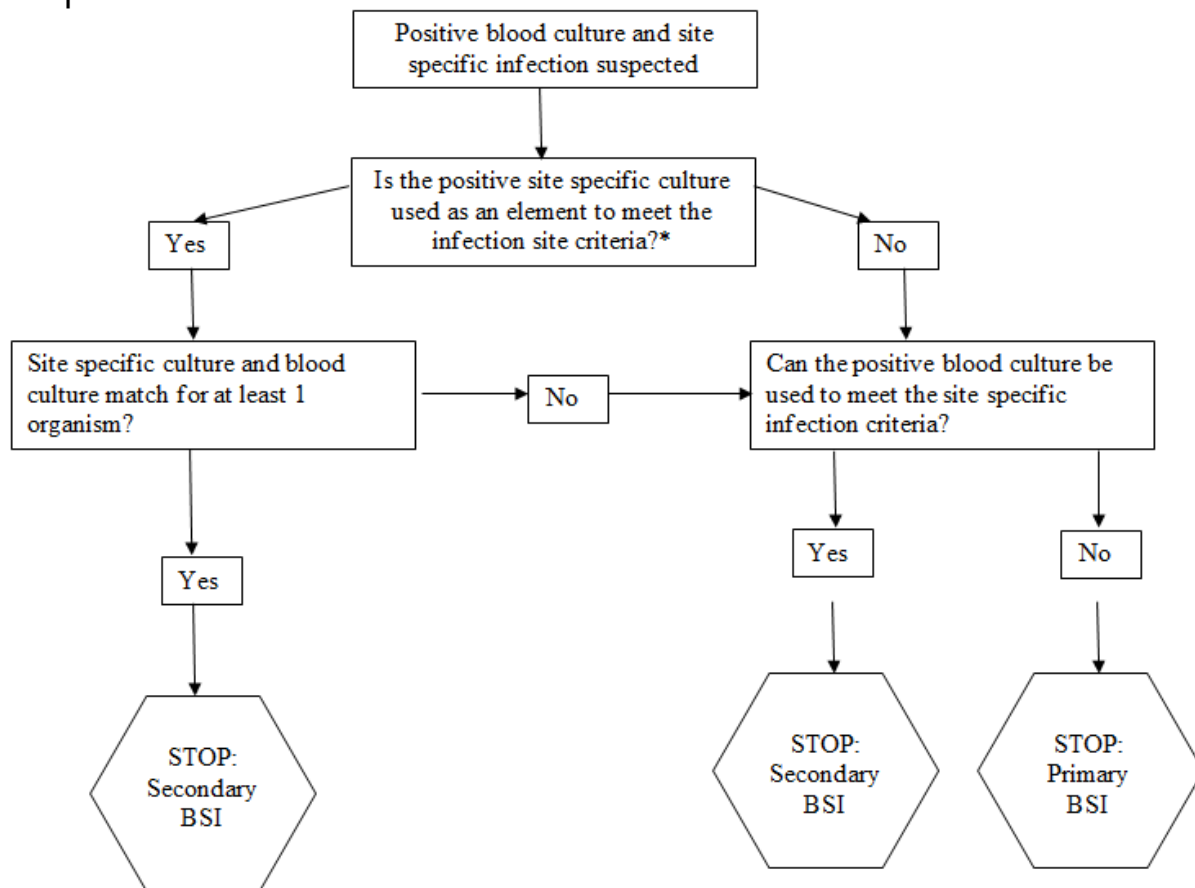 Positive blood culture and site
specific infection suspected
Is the positive site specific culture
used as an element to meet the
infection site criteria?*
Yes
No
Site specific culture and blood
culture match for at least 1
organism?
No
Can the positive blood culture be
used to meet the site specific
infection criteria?
Yes
Yes
No
STOP:
Secondary
BSI
STOP:
Secondary
BSI
STOP:
Primary
BSI